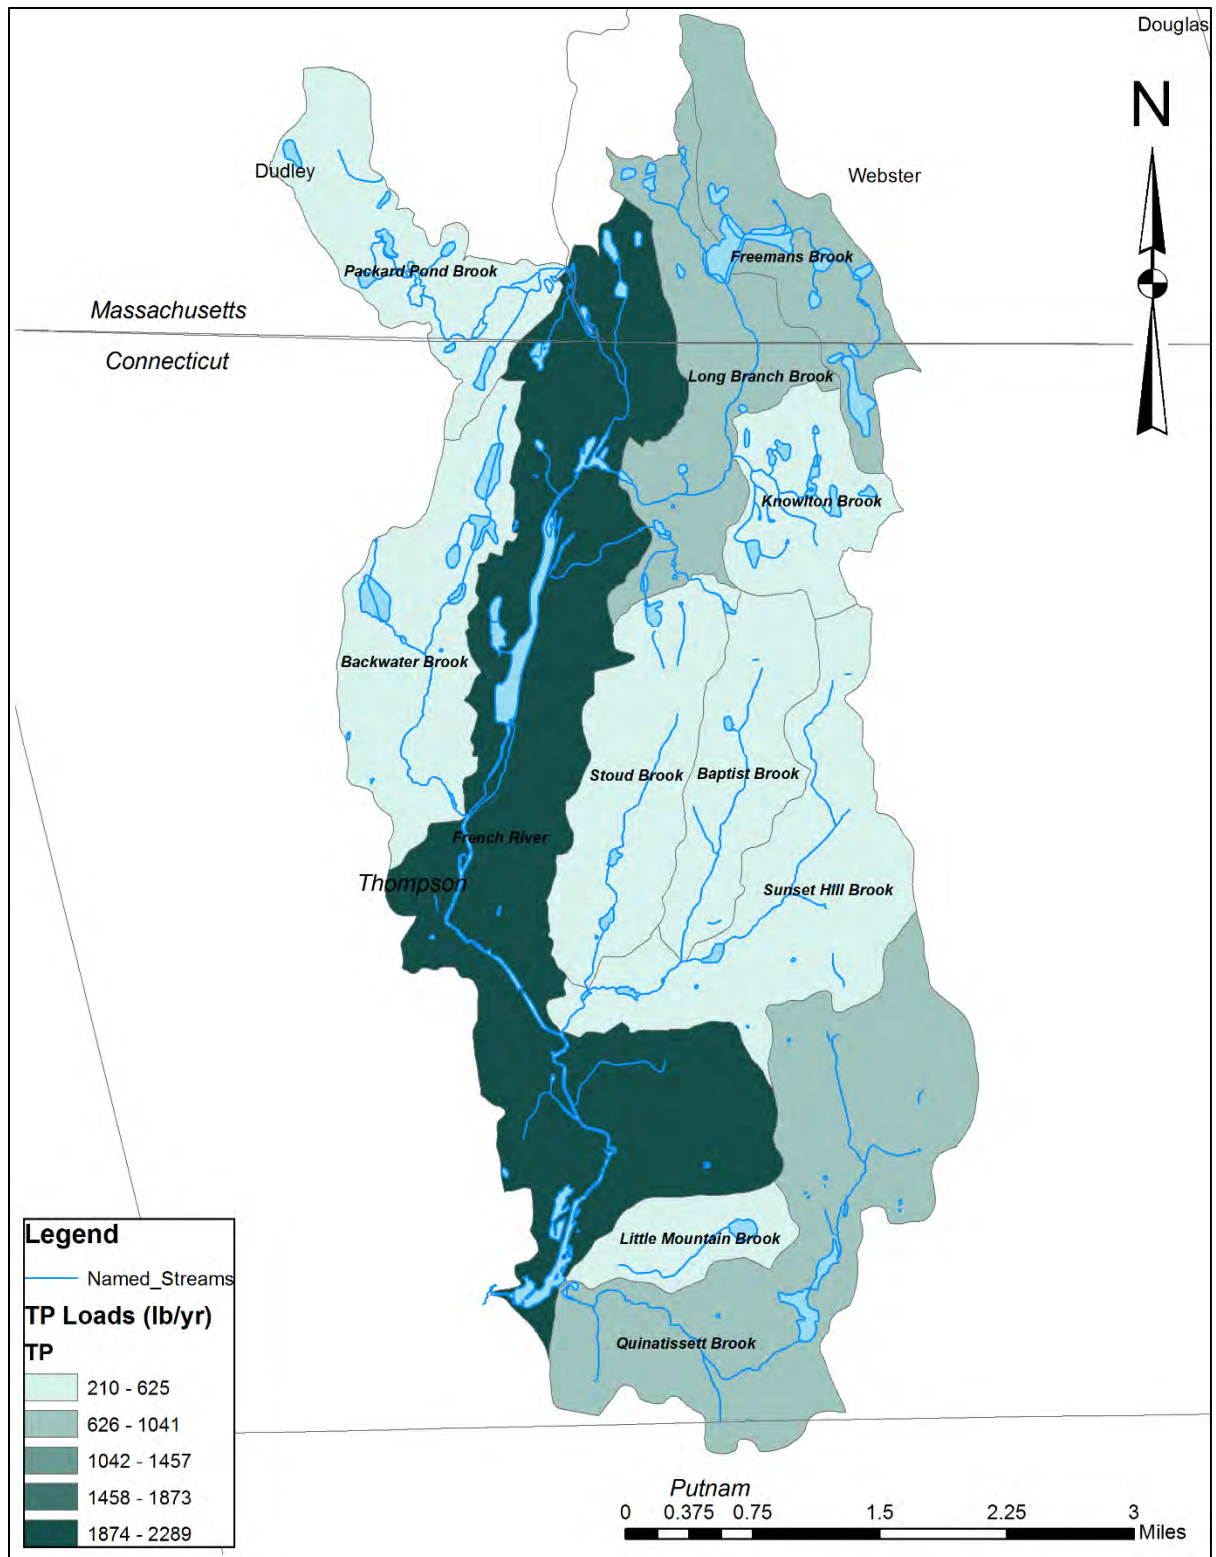 Douglas
N
Dudley
Webster
Freemans Brook
Packard Pond Brook
Massachusetts
Connecticut
Long Branch Brook
Knowlton Brook
Backwater Brook
Stoud Brook
Baptist Brook
French River
Thompson
Sunset Hill Brook
Little Mountain Brook
Quinatissett Brook
Legend
Named_Streams
TP Loads (lb/yr)
TP
210 - 625
626 - 1041
1042 - 1457
1458 - 1873
1874 - 2289
Putnam
0 0.375 0.75 1.5 2.25 3
Miles